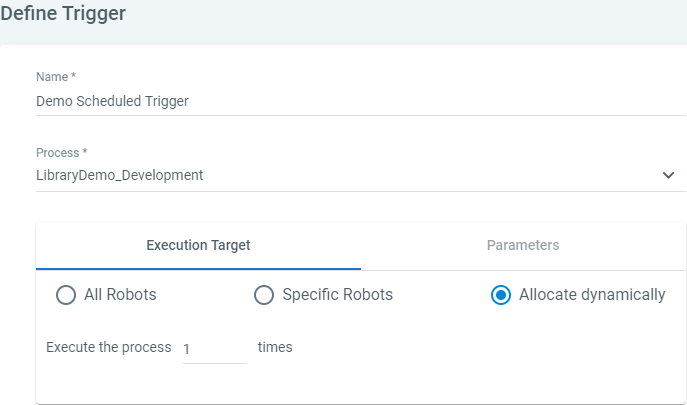 Define Trigger
Name *
Demo Scheduled Trigger
Process *
LibraryDemo_Development
Execution Target Parameters
All Robots Specific Robots Allocate dynamically
Execute the process 1 times